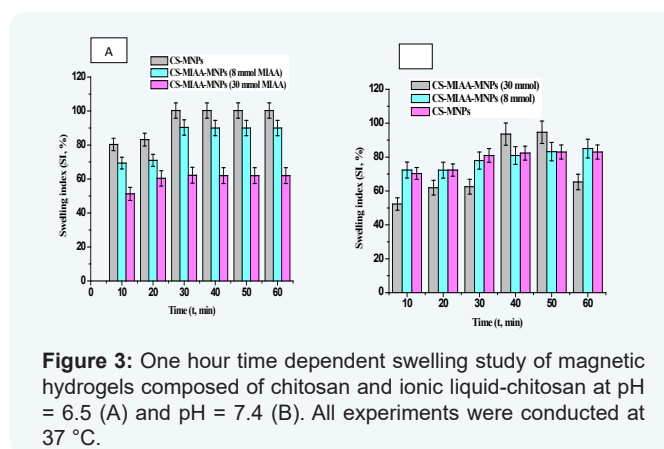 A
CS-MNPs
CS-MIAA-MNPs (8 mmol MIAA)
CS-MIAA-MNPs (30 mmol MIAA)
120
100
80
60
40
20
0
Swelling index (SI, %)
0 10 20 30 40 50 60
Time (t, min)
CS-MIAA-MNPs (30 mmol)
CS-MIAA-MNPs (8 mmol)
CS-MNPs
120
100
80
60
40
20
0
Swelling index (SI, %)
10 20 30 40 50 60
Time (t, min)
Figure 3: One hour time dependent swelling study of magnetic
hydrogels composed of chitosan and ionic liquid-chitosan at pH
= 6.5 (A) and pH = 7.4 (B). All experiments were conducted at
37 °C.